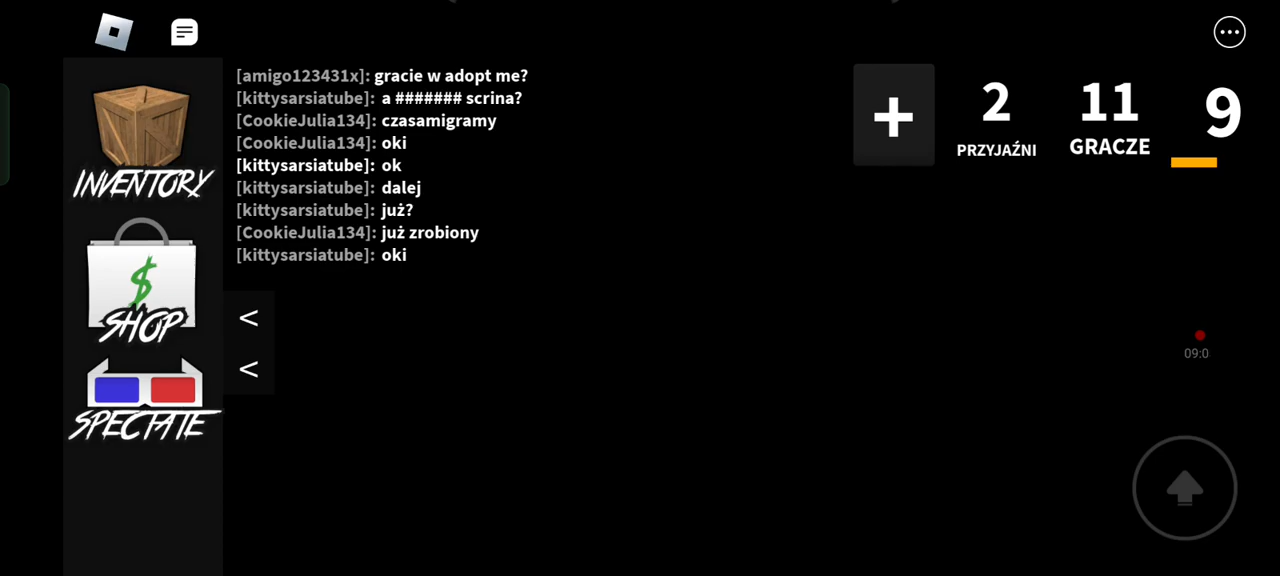 [amigo123431x]: gracie w adopt me?
[kittysarsiatube]: a ####### scrina?
[CookieJulia134]: czasamigramy
[CookieJulia134]: oki
[kittysarsiatube]: ok
[kittysarsiatube]: dalej
[kittysarsiatube]: już?
[CookieJulia134]: już zrobiony
[kittysarsiatube]: oki
INVENTORY
$
SHOP
SPECTATE
<
<
+
2
PRZYJAŹNI
11
GRACZE
9
09:0